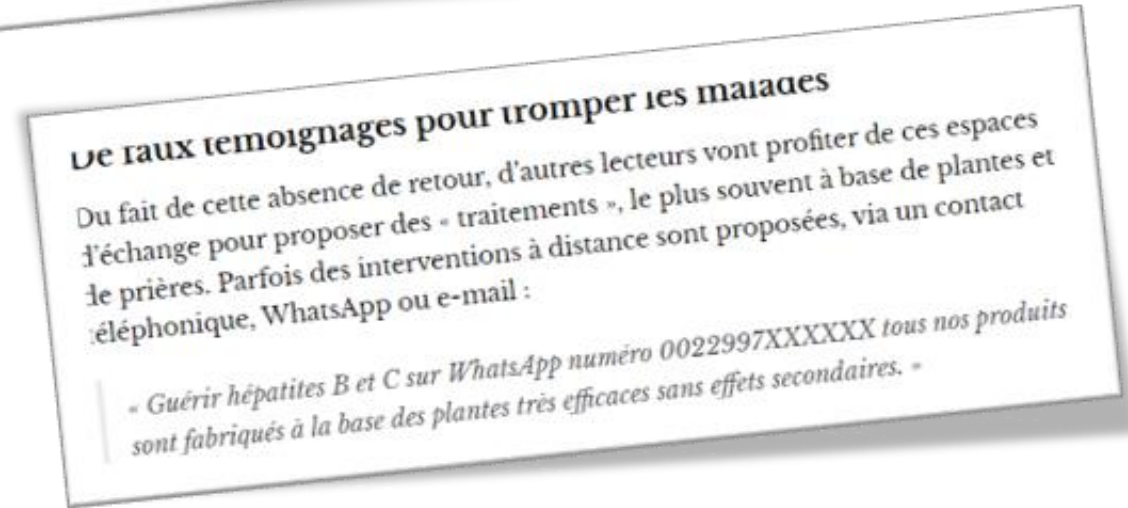 De faux témoignages pour tromper les malades
Du fait de cette absence de retour, d'autres lecteurs vont profiter de ces espaces
d'échange pour proposer des « traitements », le plus souvent à base de plantes et
de prières. Parfois des interventions à distance sont proposées, via un contact
téléphonique, WhatsApp ou e-mail :
« Guérir hépatites B et C sur WhatsApp numéro 0022997XXXXXX tous nos produits
sont fabriqués à la base des plantes très efficaces sans effets secondaires. »